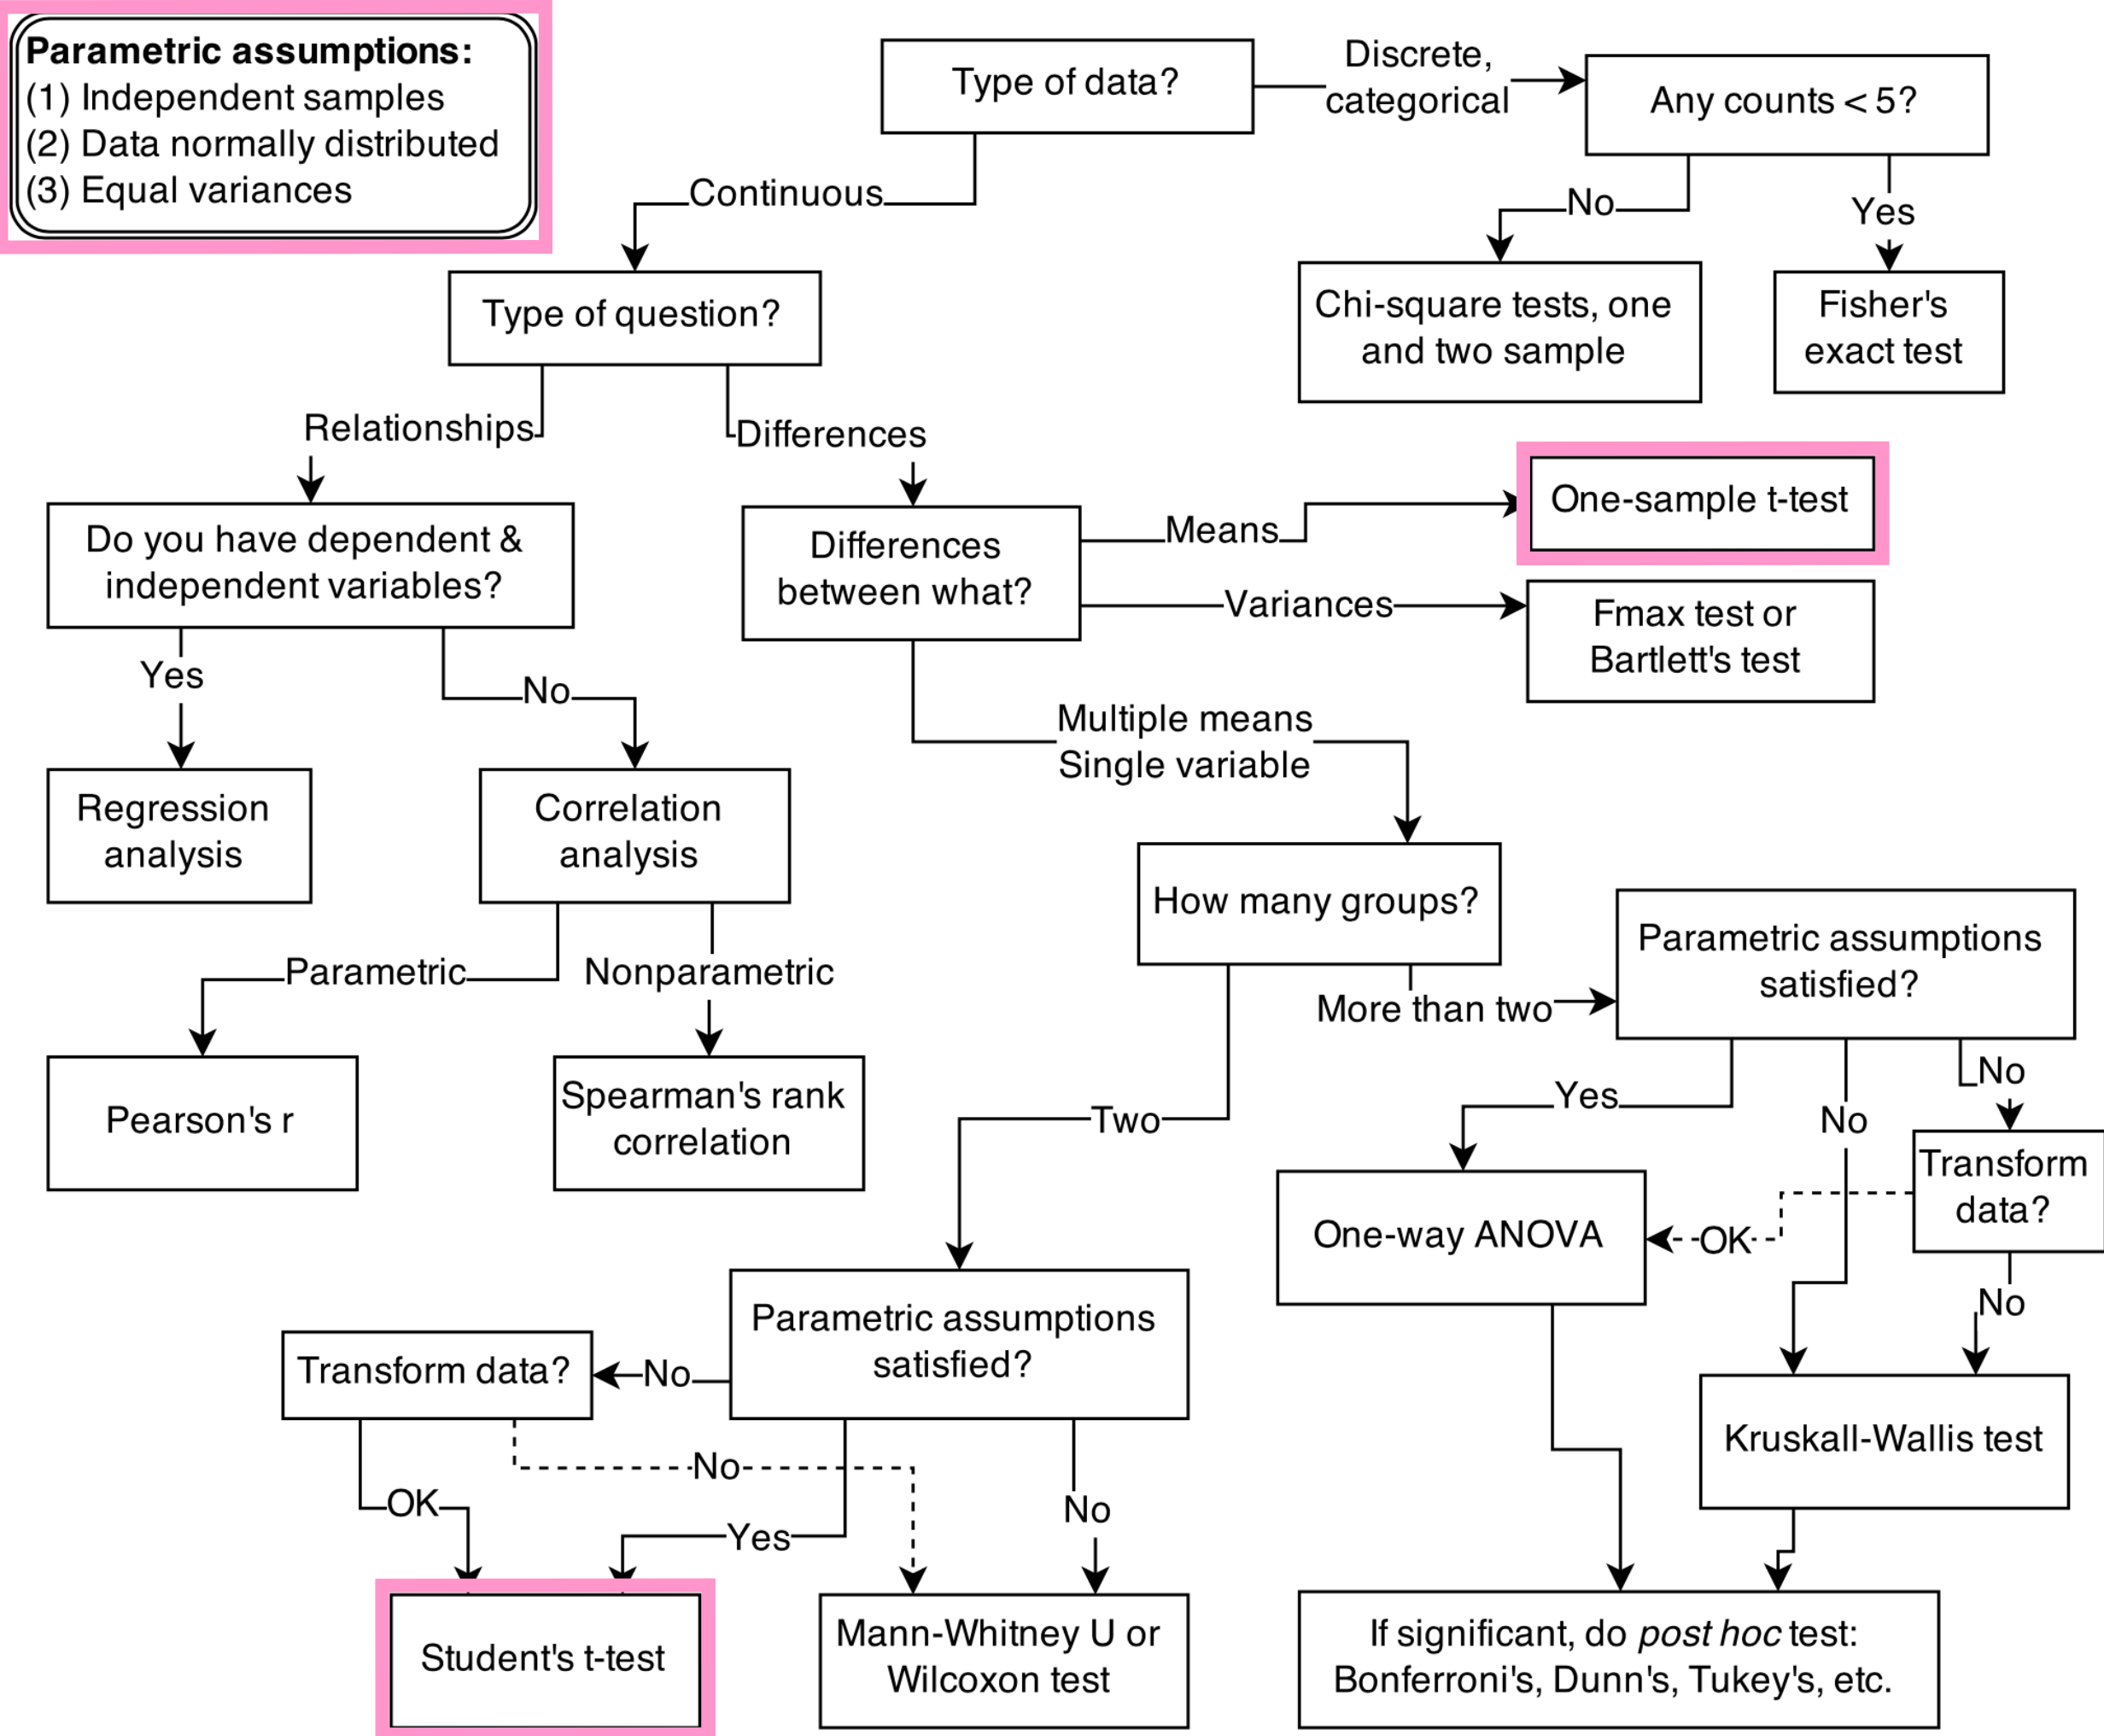 Parametric assumptions:
(1) Independent samples
(2) Data normally distributed
(3) Equal variances
Type of data?
Discrete,
categorical
Any counts < 5?
Continuous
No
Yes
Type of question?
Chi-square tests, one
and two sample
Fisher's
exact test
Relationships
Differences
Do you have dependent &
independent variables?
Differences
between what?
Means
One-sample t-test
Variances
Fmax test or
Bartlett's test
Yes
No
Multiple means
Single variable
Regression
analysis
Correlation
analysis
How many groups?
Parametric assumptions
satisfied?
Parametric
Nonparametric
More than two
Pearson's r
Spearman's rank
correlation
Two
Yes
No
No
Transform
data?
One-way ANOVA
OK
No
Parametric assumptions
satisfied?
Transform data?
No
Kruskall-Wallis test
No
OK
Yes
No
Student's t-test
Mann-Whitney U or
Wilcoxon test
If significant, do post hoc test:
Bonferroni's, Dunn's, Tukey's, etc.